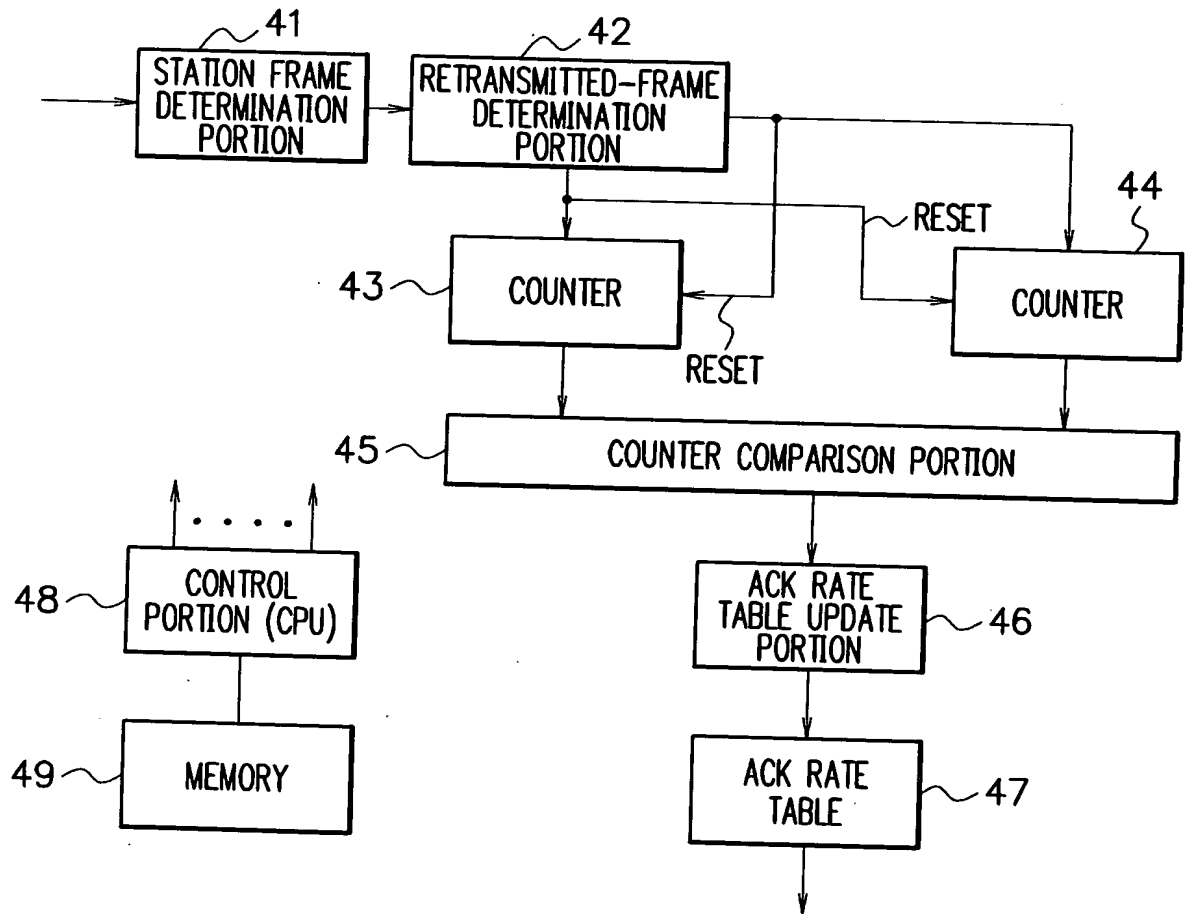 41
STATION FRAME
DETERMINATION
PORTION
42
RETRANSMITTED-FRAME
DETERMINATION
PORTION
43
COUNTER
RESET
RESET
44
COUNTER
45
COUNTER COMPARISON PORTION
48
CONTROL
PORTION (CPU)
ACK RATE
TABLE UPDATE
PORTION
46
49
MEMORY
ACK RATE
TABLE
47